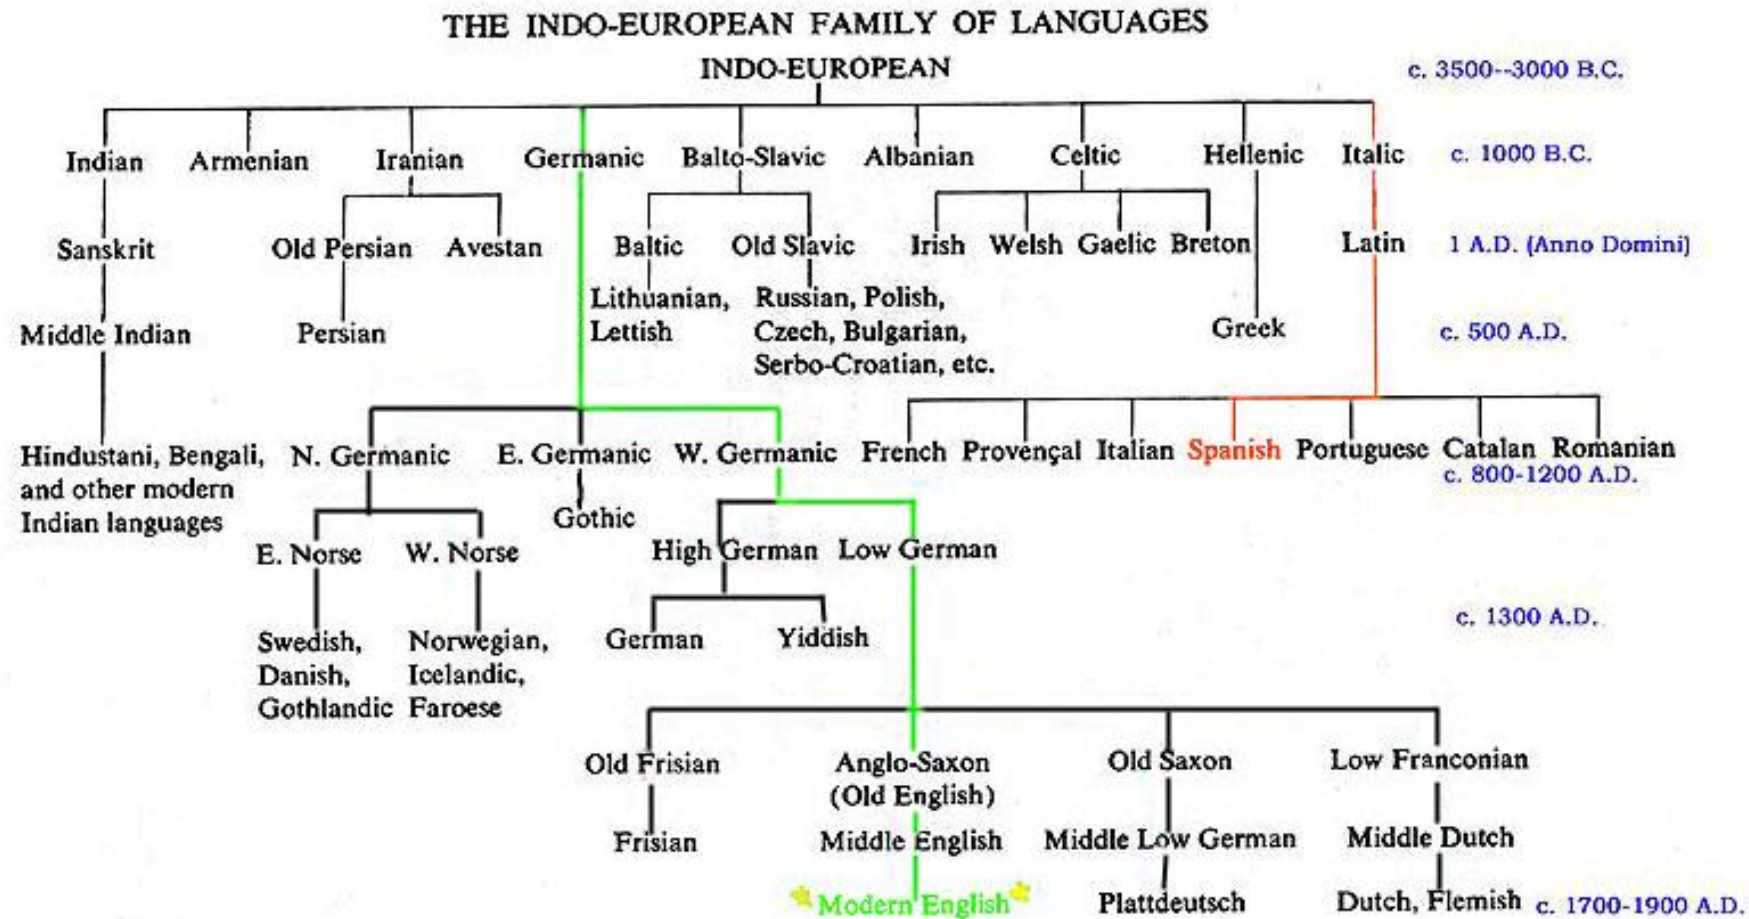 THE INDO-EUROPEAN FAMILY OF LANGUAGES
INDO-EUROPEAN
c. 3500--3000 B.C.
Indian
Armenian
Iranian
Germanic
Balto-Slavic
Albanian
Celtic
Hellenic
Italic
c. 1000 B.C.
Sanskrit
Old Persian
Avestan
Baltic
Old Slavic
Irish
Welsh
Gaelic
Breton
Latin
1 A.D. (Anno Domini)
Lithuanian,
Lettish
Russian, Polish,
Czech, Bulgarian,
Serbo-Croatian, etc.
Middle Indian
Persian
Greek
c. 500 A.D.
Hindustani, Bengali,
and other modern
Indian languages
N. Germanic
E. Germanic
W. Germanic
French
Provençal
Italian
Spanish
Portuguese
Catalan
Romanian
c. 800-1200 A.D.
Gothic
E. Norse
W. Norse
High German
Low German
c. 1300 A.D.
Swedish,
Danish,
Gothlandic
Norwegian,
Icelandic,
Faroese
German
Yiddish
Old Frisian
Anglo-Saxon
(Old English)
Old Saxon
Low Franconian
Frisian
Middle English
Middle Low German
Middle Dutch
Modern English
Plattdeutsch
Dutch, Flemish
c. 1700-1900 A.D.